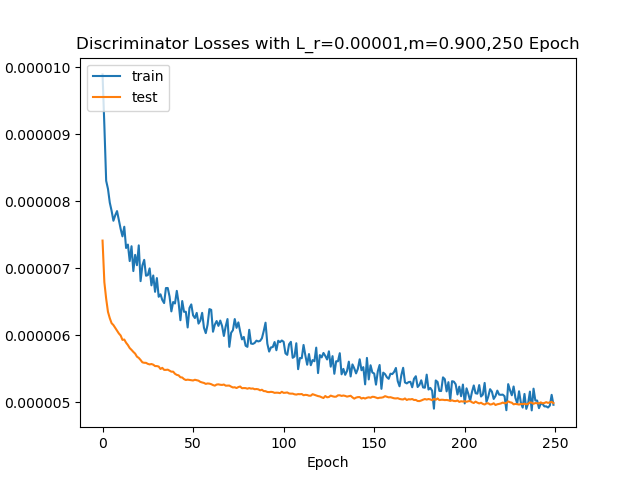 Discriminator Losses with L_r=0.00001,m=0.900,250 Epoch
0.000010
0.000009
0.000008
0.000007
0.000006
0.000005
train
test
0 50 100 150 200 250
Epoch